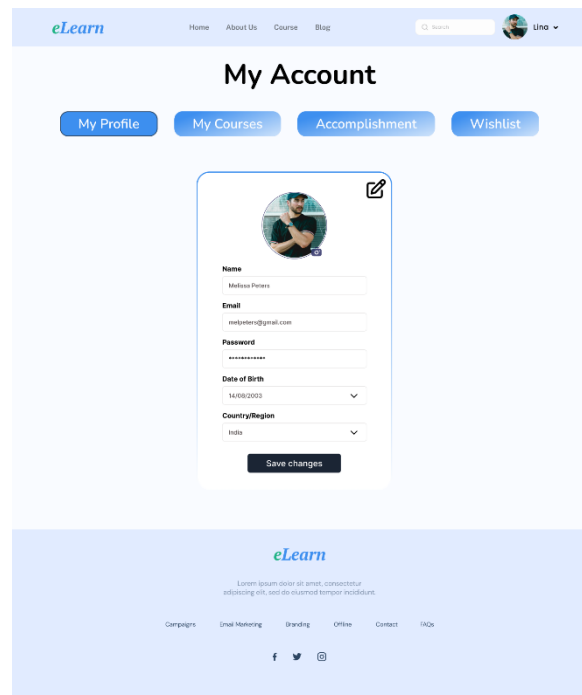 eLearn Home About Us Course Blog Search Lina
My Account
My Profile My Courses Accomplishment Wishlist
Name
Melissa Peters
Email
melpeters@gmail.com
Password
••••••••••••
Date of Birth
14/08/2003
Country/Region
India
Save changes
eLearn
Lorem ipsum dolor sit amet, consectetur
adipiscing elit, sed do eiusmod tempor incididunt.
Campaigns Email Marketing Branding Offline Contact FAQs